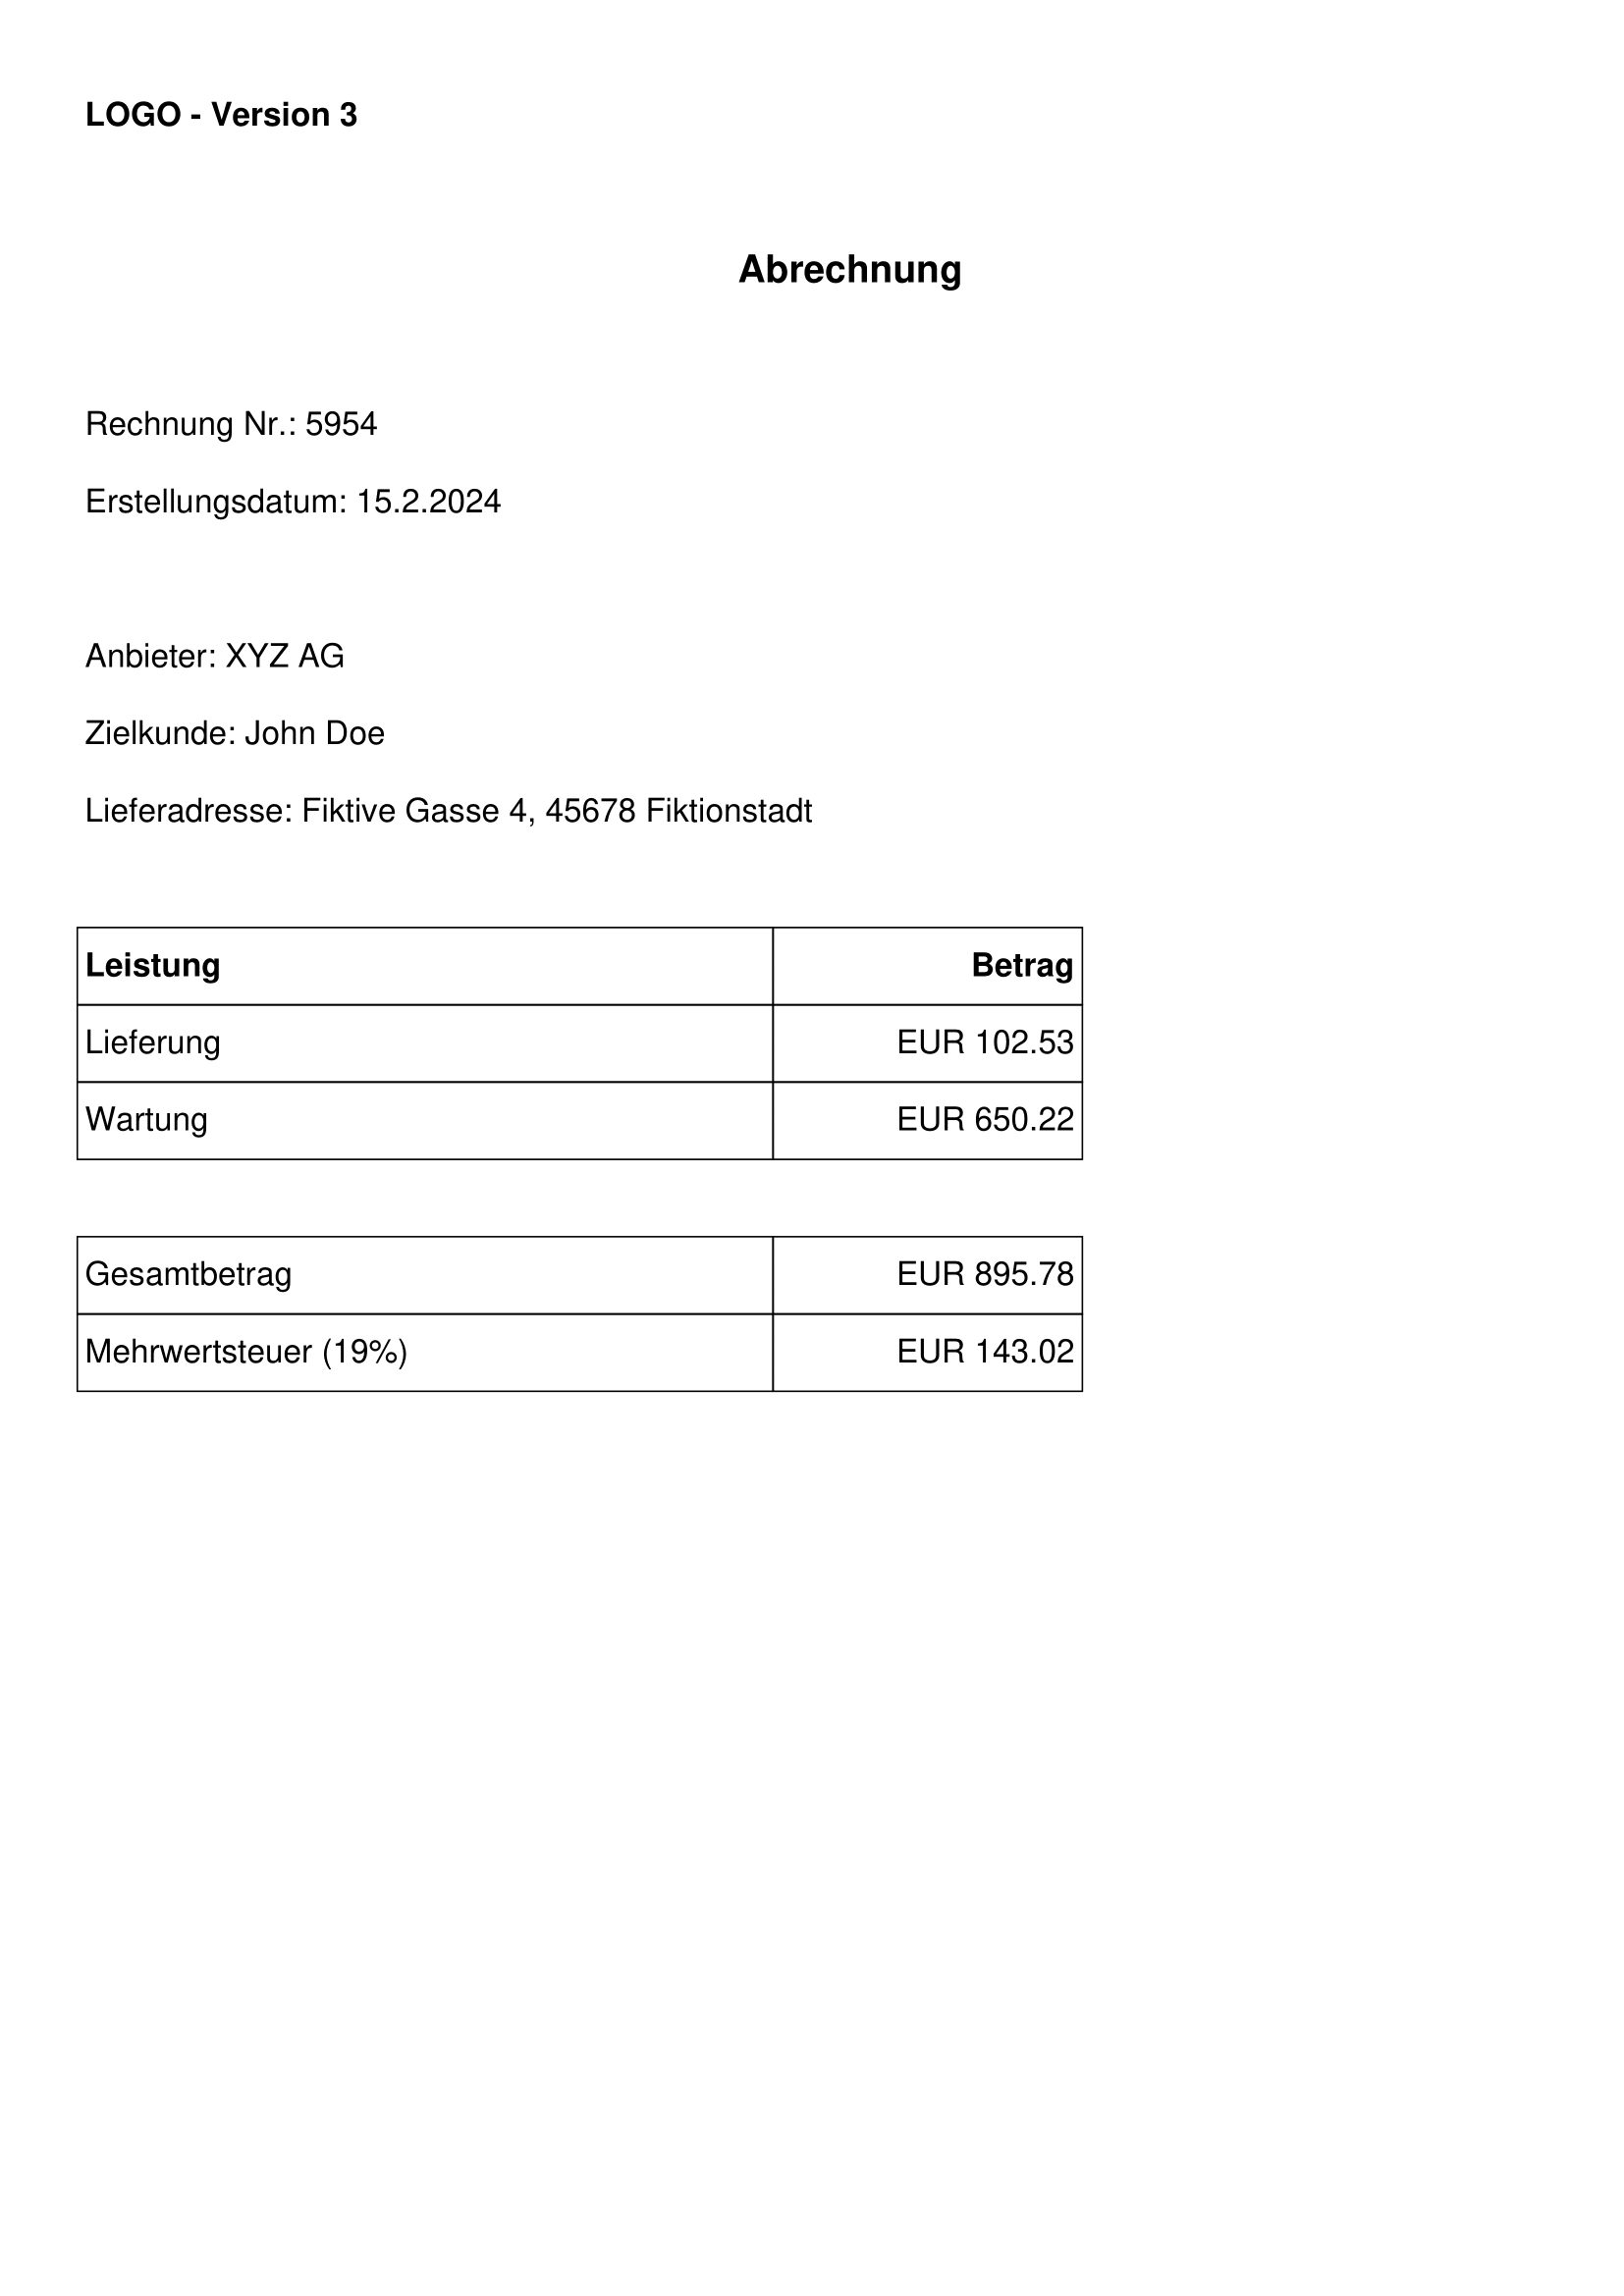 LOGO - Version 3
Abrechnung
Rechnung Nr.: 5954
Erstellungsdatum: 15.2.2024
Anbieter: XYZ AG
Zielkunde: John Doe
Lieferadresse: Fiktive Gasse 4, 45678 Fiktionstadt
Leistung Betrag
Lieferung EUR 102.53
Wartung EUR 650.22
Gesamtbetrag EUR 895.78
Mehrwertsteuer (19%) EUR 143.02